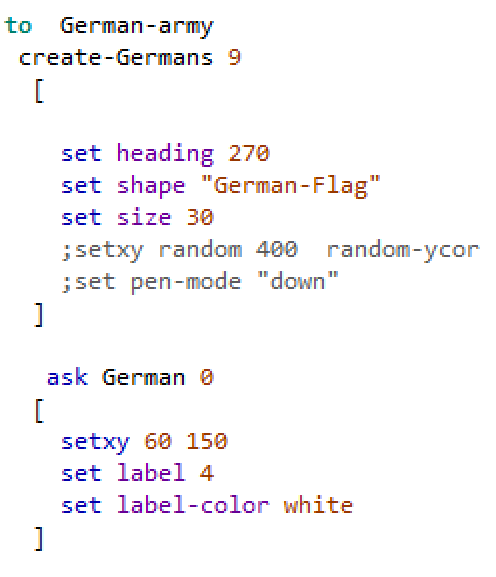 to  German-army
create-Germans 9
[
set heading 270
set shape "German-Flag"
set size 30
;setxy random 400  random-ycor
;set pen-mode "down"
]
ask German 0
[
setxy 60 150
set label 4
set label-color white
]